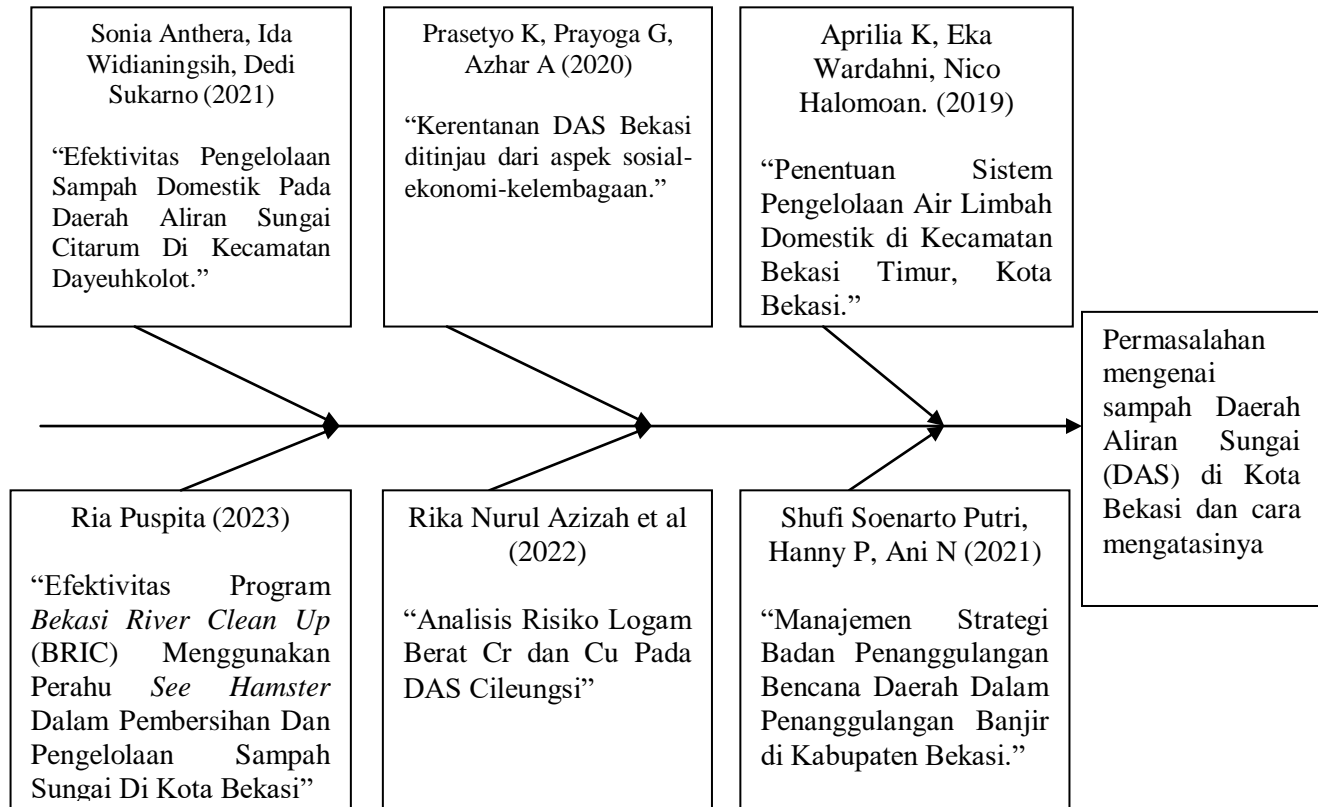 Sonia Anthera, Ida
Widianingsih, Dedi
Sukarno (2021)
“Efektivitas Pengelolaan
Sampah Domestik Pada
Daerah Aliran Sungai
Citarum Di Kecamatan
Dayeuhkolot.”
Prasetyo K, Prayoga G,
Azhar A (2020)
“Kerentanan DAS Bekasi
ditinjau dari aspek sosial-
ekonomi-kelembagaan.”
Aprilia K, Eka
Wardahni, Nico
Halomoan. (2019)
“Penentuan Sistem
Pengelolaan Air Limbah
Domestik di Kecamatan
Bekasi Timur, Kota
Bekasi.”
Permasalahan
mengenai
sampah Daerah
Aliran Sungai
(DAS) di Kota
Bekasi dan cara
mengatasinya
Ria Puspita (2023)
“Efektivitas Program
Bekasi River Clean Up
(BRIC) Menggunakan
Perahu See Hamster
Dalam Pembersihan Dan
Pengelolaan Sampah
Sungai Di Kota Bekasi”
Rika Nurul Azizah et al
(2022)
“Analisis Risiko Logam
Berat Cr dan Cu Pada
DAS Cileungsi”
Shufi Soenarto Putri,
Hanny P, Ani N (2021)
“Manajemen Strategi
Badan Penanggulangan
Bencana Daerah Dalam
Penanggulangan Banjir
di Kabupaten Bekasi.”